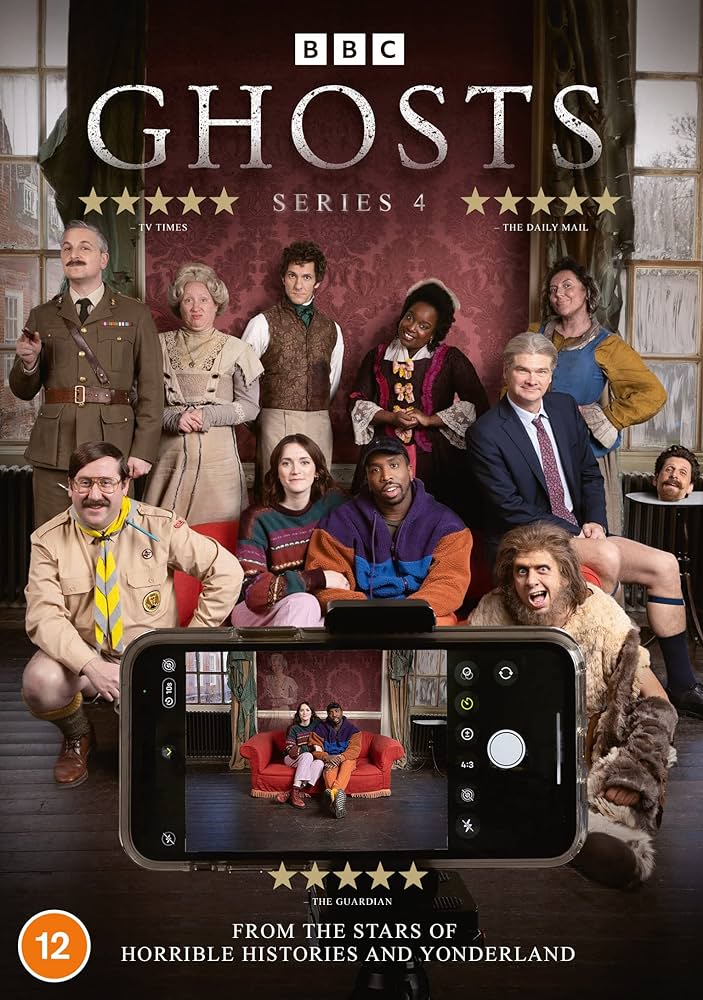 BBC
GHOSTS
SERIES 4
– TV TIMES
– THE DAILY MAIL
10s
4:3
– THE GUARDIAN
12
FROM THE STARS OF
HORRIBLE HISTORIES AND YONDERLAND